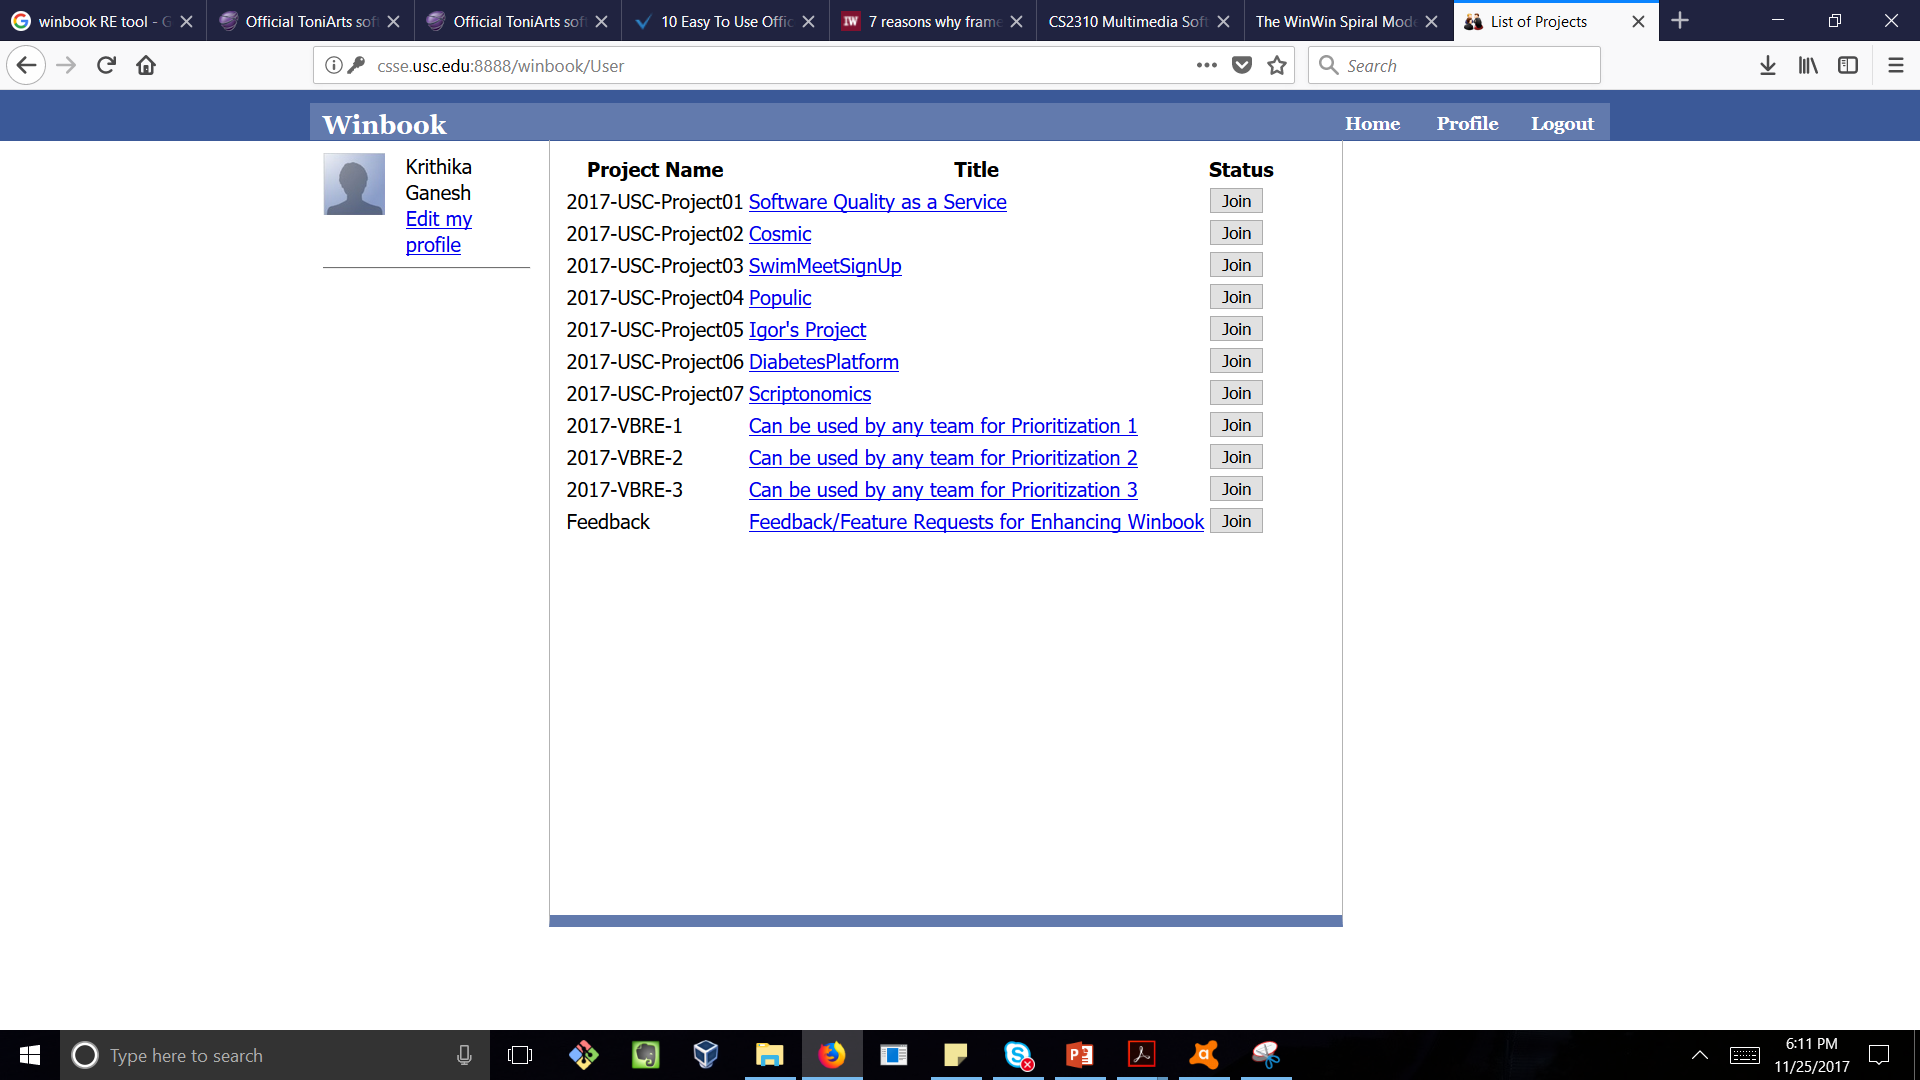 winbook RE tool - G
Official ToniArts soft
Official ToniArts soft
10 Easy To Use Offic
IW
7 reasons why frame
CS2310 Multimedia Soft
The WinWin Spiral Mode
List of Projects
csse.usc.edu:8888/winbook/User
Search
Winbook
Home Profile Logout
Krithika
Ganesh
Edit my
profile
Project Name Title Status
2017-USC-Project01 Software Quality as a Service Join
2017-USC-Project02 Cosmic Join
2017-USC-Project03 SwimMeetSignUp Join
2017-USC-Project04 Populic Join
2017-USC-Project05 Igor's Project Join
2017-USC-Project06 DiabetesPlatform Join
2017-USC-Project07 Scriptonomics Join
2017-VBRE-1 Can be used by any team for Prioritization 1 Join
2017-VBRE-2 Can be used by any team for Prioritization 2 Join
2017-VBRE-3 Can be used by any team for Prioritization 3 Join
Feedback Feedback/Feature Requests for Enhancing Winbook Join
Type here to search
6:11 PM
11/25/2017